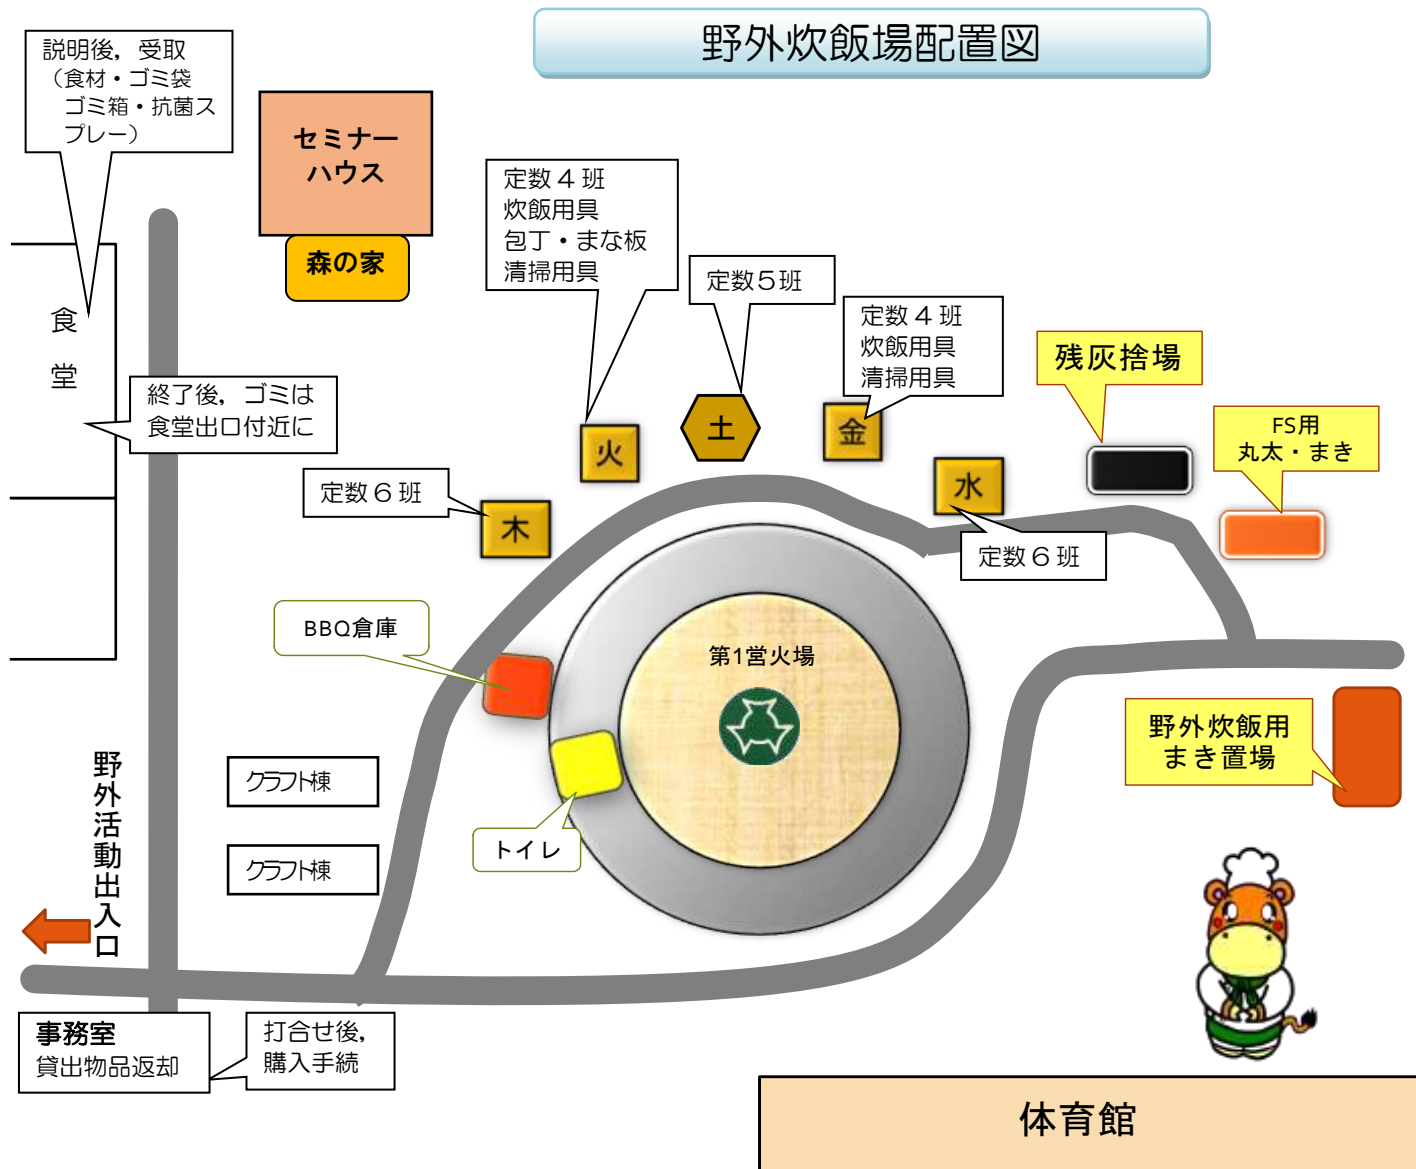 野外炊飯場配置図
説明後，受取
（食材・ゴミ袋
ゴミ箱・抗菌ス
プレー）
セミナー
ハウス
森の家
定数４班
炊飯用具
包丁・まな板
清掃用具
定数５班
定数４班
炊飯用具
清掃用具
残灰捨場
FS用
丸太・まき
食
堂
終了後，ゴミは
食堂出口付近に
火
土
金
水
木
定数６班
定数６班
BBQ倉庫
第1営火場
野外炊飯用
まき置場
クラフト棟
トイレ
クラフト棟
野外活動出入口
事務室
貸出物品返却
打合せ後，
購入手続
体育館